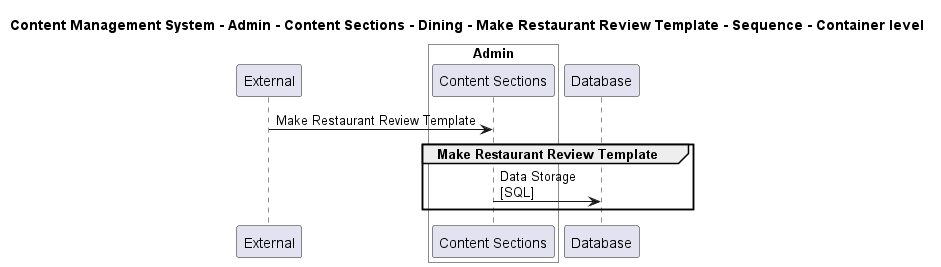 Content Management System - Admin - Content Sections - Dining - Make Restaurant Review Template - Sequence - Container level
Admin
External
Content Sections
Database
Make Restaurant Review Template
Make Restaurant Review Template
Data Storage
[SQL]
External
Content Sections
Database